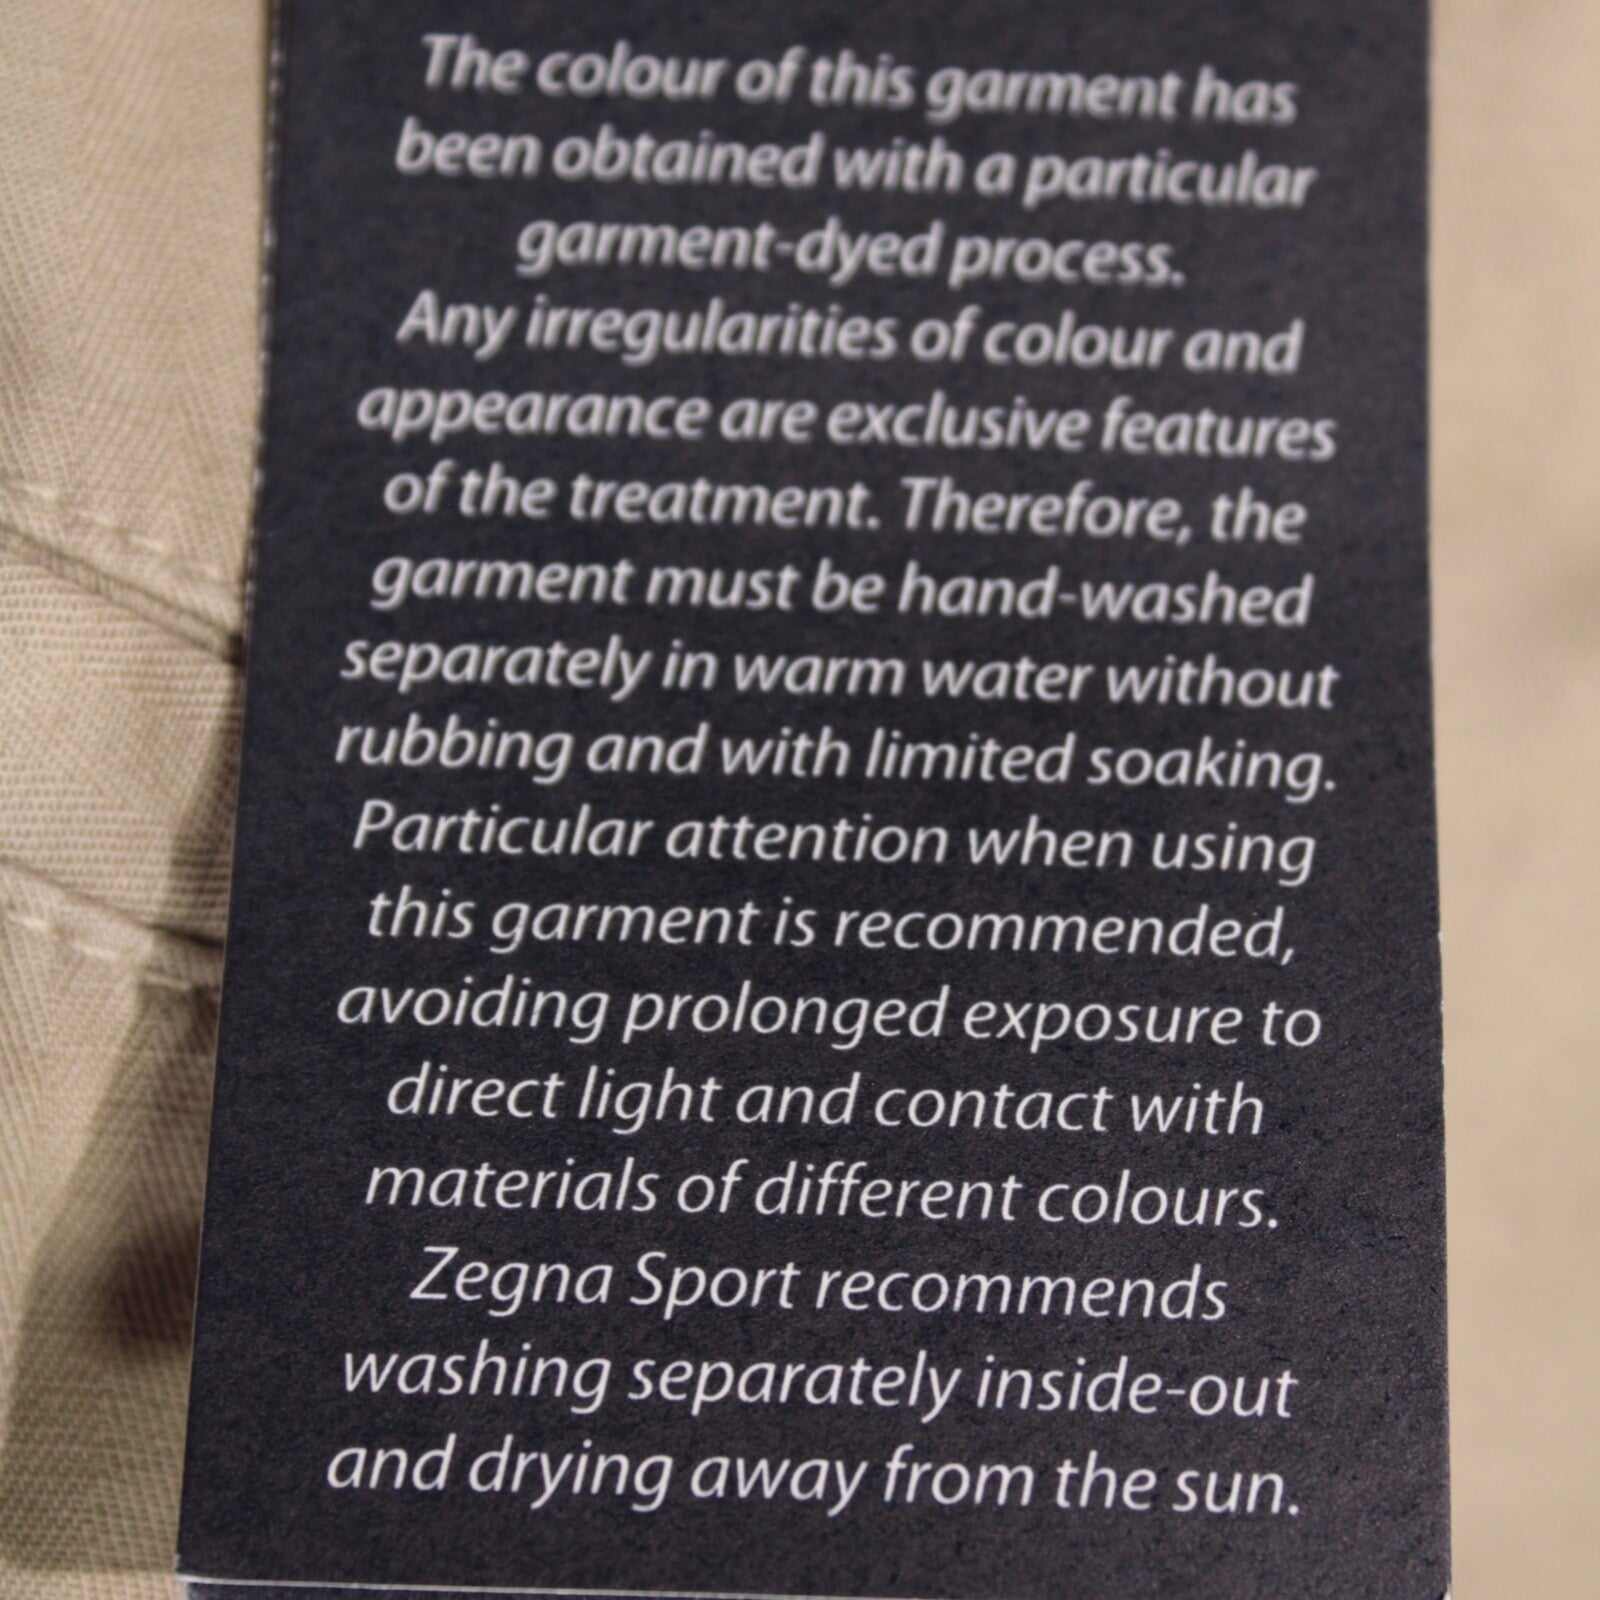 The colour of this garment has
been obtained with a particular
garment-dyed process.
Any irregularities of colour and
appearance are exclusive features
of the treatment. Therefore, the
garment must be hand-washed
separately in warm water without
rubbing and with limited soaking.
Particular attention when using
this garment is recommended,
avoiding prolonged exposure to
direct light and contact with
materials of different colours.
Zegna Sport recommends
washing separately inside-out
and drying away from the sun.